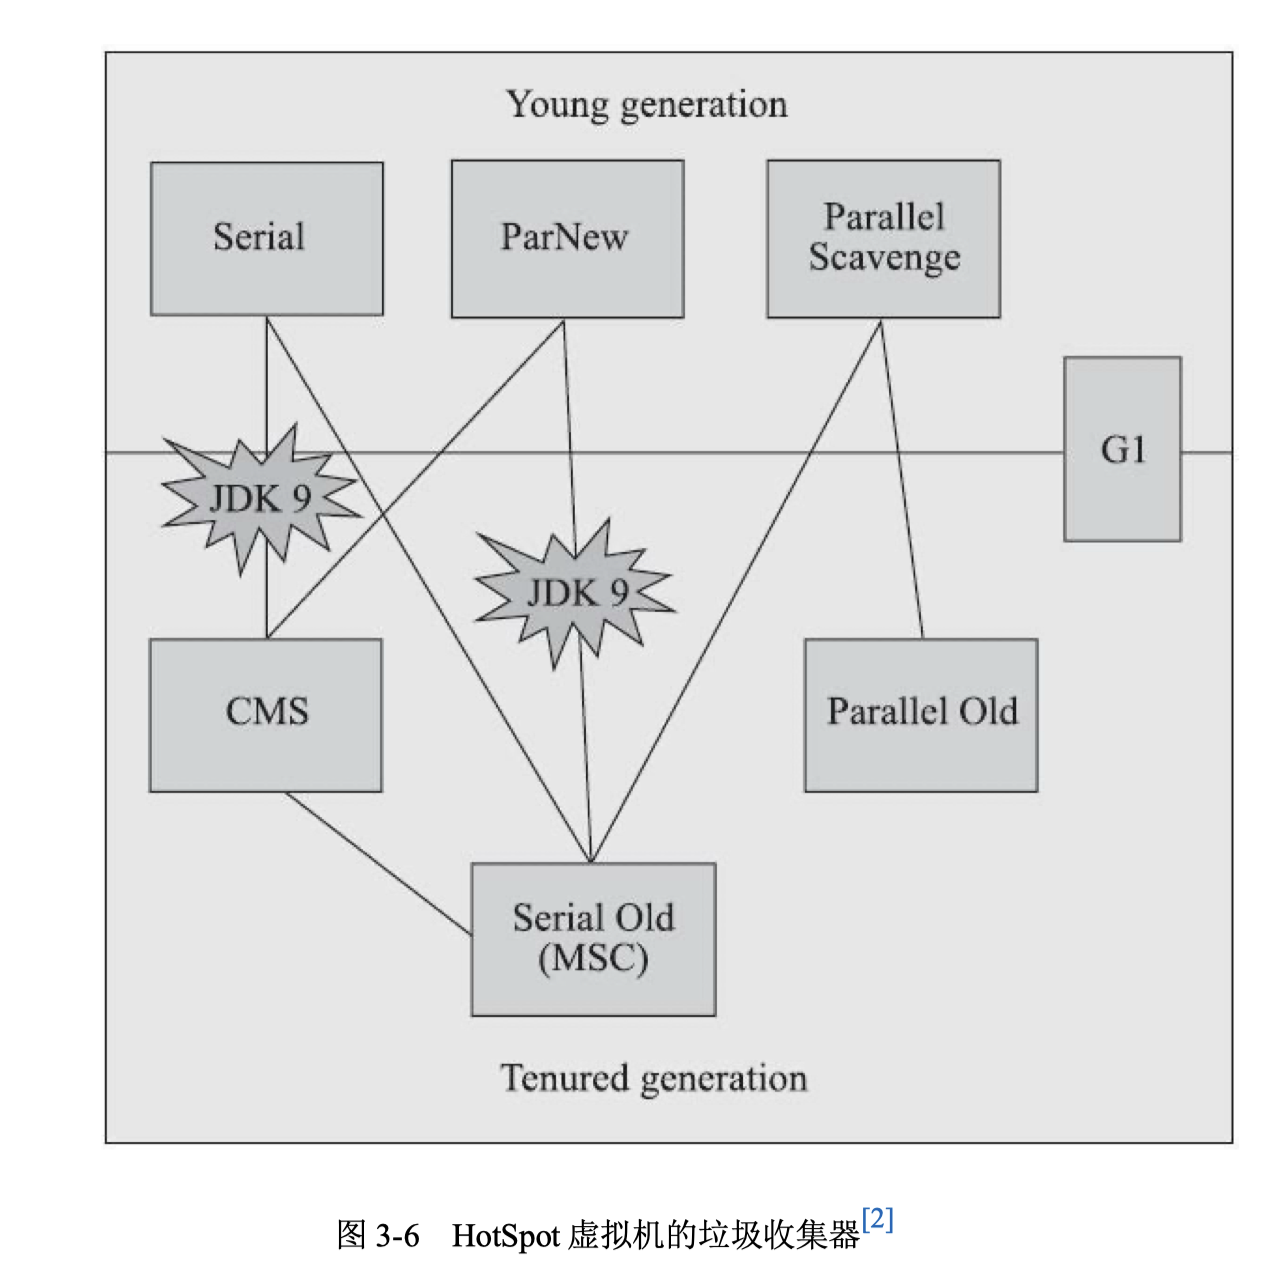 Young generation
Serial
ParNew
Parallel
Scavenge
G1
JDK 9
JDK 9
CMS
Parallel Old
Serial Old
(MSC)
Tenured generation
图 3-6 HotSpot 虚拟机的垃圾收集器[2]